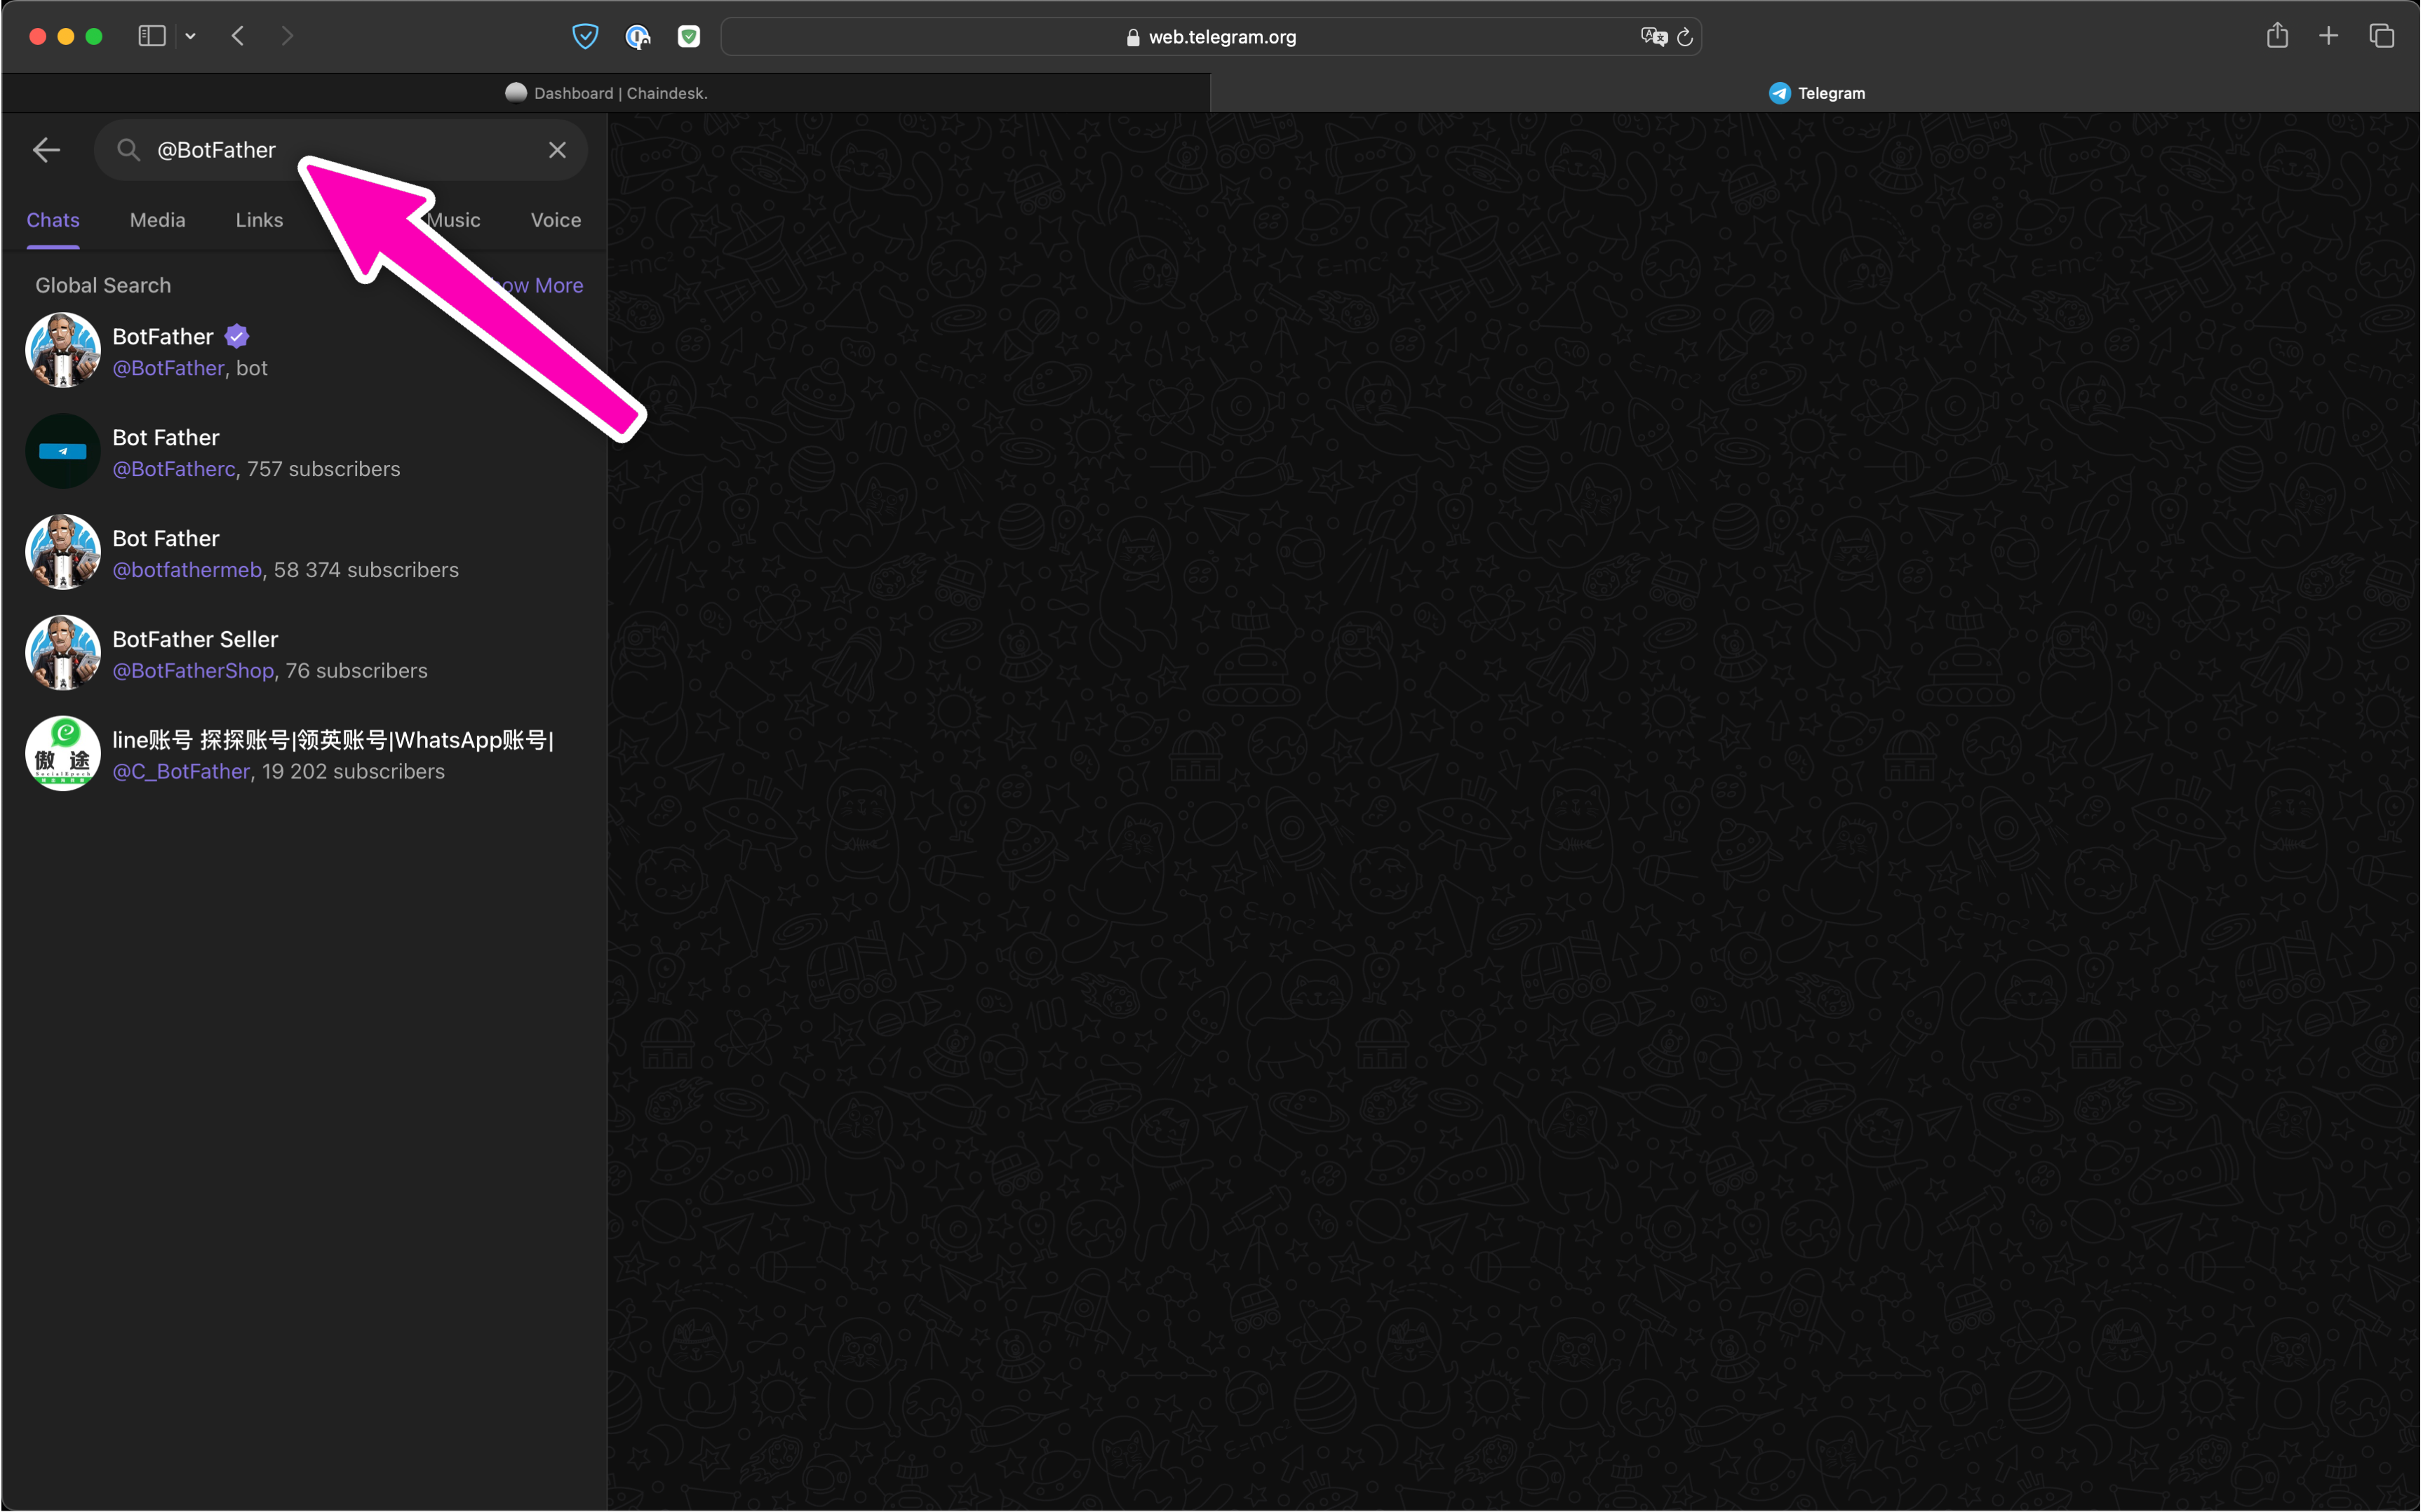 web.telegram.org
Dashboard | Chaindesk.
Telegram
@BotFather
Chats Media Links Music Voice
Global Search
More
BotFather
@BotFather, bot
Bot Father
@BotFatherc, 757 subscribers
Bot Father
@botfathermeb, 58 374 subscribers
BotFather Seller
@BotFatherShop, 76 subscribers
傲 途
line账号 探探账号|领英账号|WhatsApp账号|
@C_BotFather, 19 202 subscribers